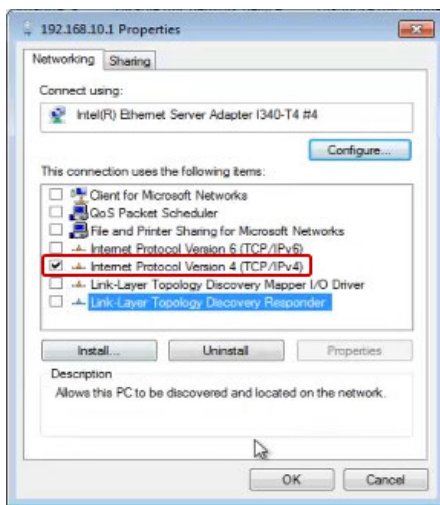 192.168.10.1 Properties
Networking
Sharing
Connect using:
Intel(R) Ethernet Server Adapter I340-T4 #4
Configure...
This connection uses the following items:
Client for Microsoft Networks
QoS Packet Scheduler
File and Printer Sharing for Microsoft Networks
Internet Protocol Version 6 (TCP/IPv6)
Internet Protocol Version 4 (TCP/IPv4)
Link-Layer Topology Discovery Mapper I/O Driver
Link-Layer Topology Discovery Responder
Install...
Uninstall
Properties
Description
Allows this PC to be discovered and located on the network.
OK
Cancel